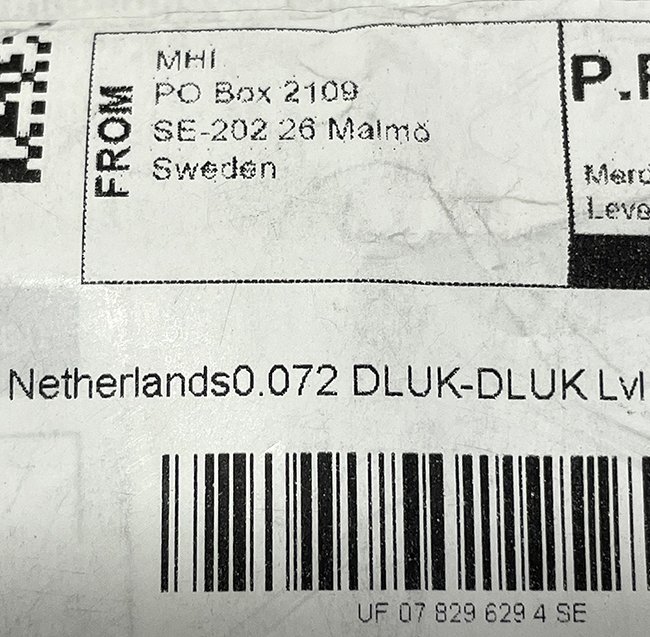 FROM
MHI
PO Box 2109
SE-202 26 Malmö
Sweden
P.
Netherlands0.072 DLUK-DLUK Lvl
UF 07 829 629 4 SE